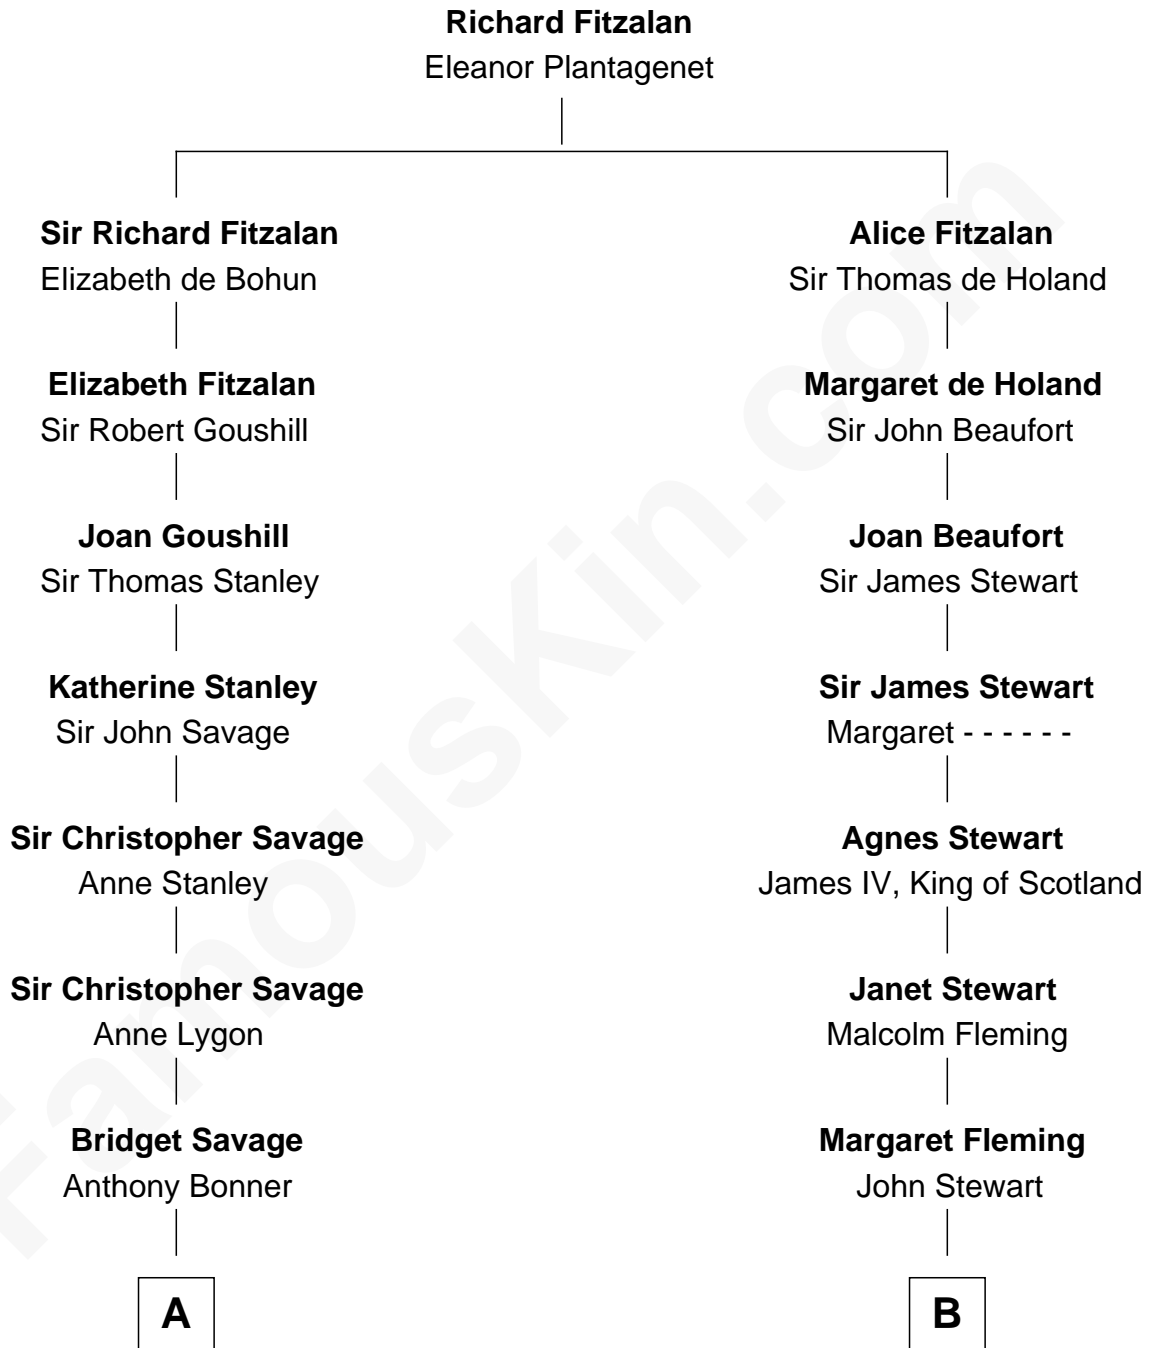 Richard Fitzalan
Eleanor Plantagenet
Sir Richard Fitzalan
Elizabeth de Bohun
Elizabeth Fitzalan
Sir Robert Goushill
Joan Goushill
Sir Thomas Stanley
Katherine Stanley
Sir John Savage
Sir Christopher Savage
Anne Stanley
Sir Christopher Savage
Anne Lygon
Bridget Savage
Anthony Bonner
A
Alice Fitzalan
Sir Thomas de Holand
Margaret de Holand
Sir John Beaufort
Joan Beaufort
Sir James Stewart
Sir James Stewart
Margaret - - - - - -
Agnes Stewart
James IV, King of Scotland
Janet Stewart
Malcolm Fleming
Margaret Fleming
John Stewart
B
FamousKin.com